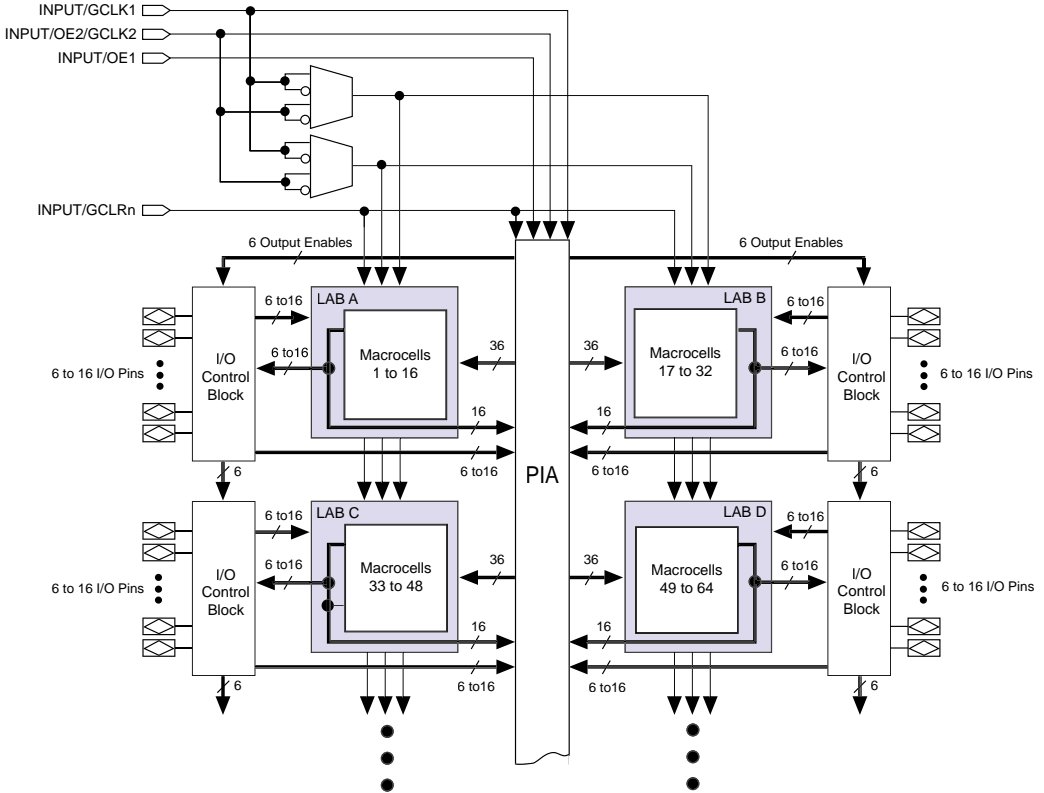 INPUT/GCLK1
INPUT/OE2/GCLK2
INPUT/OE1
INPUT/GCLRn
6 Output Enables
6 Output Enables
LAB A
LAB B
6 to16
6 to16
I/O
Control
Block
6 to16
Macrocells
1 to 16
36
36
Macrocells
17 to 32
6 to16
I/O
Control
Block
6 to 16 I/O Pins
6 to 16 I/O Pins
16
16
6 to16
6 to16
6
6
PIA
LAB C
LAB D
6 to16
6 to16
I/O
Control
Block
6 to16
Macrocells
33 to 48
36
36
Macrocells
49 to 64
6 to16
I/O
Control
Block
6 to 16 I/O Pins
6 to 16 I/O Pins
16
16
6 to16
6 to16
6
6